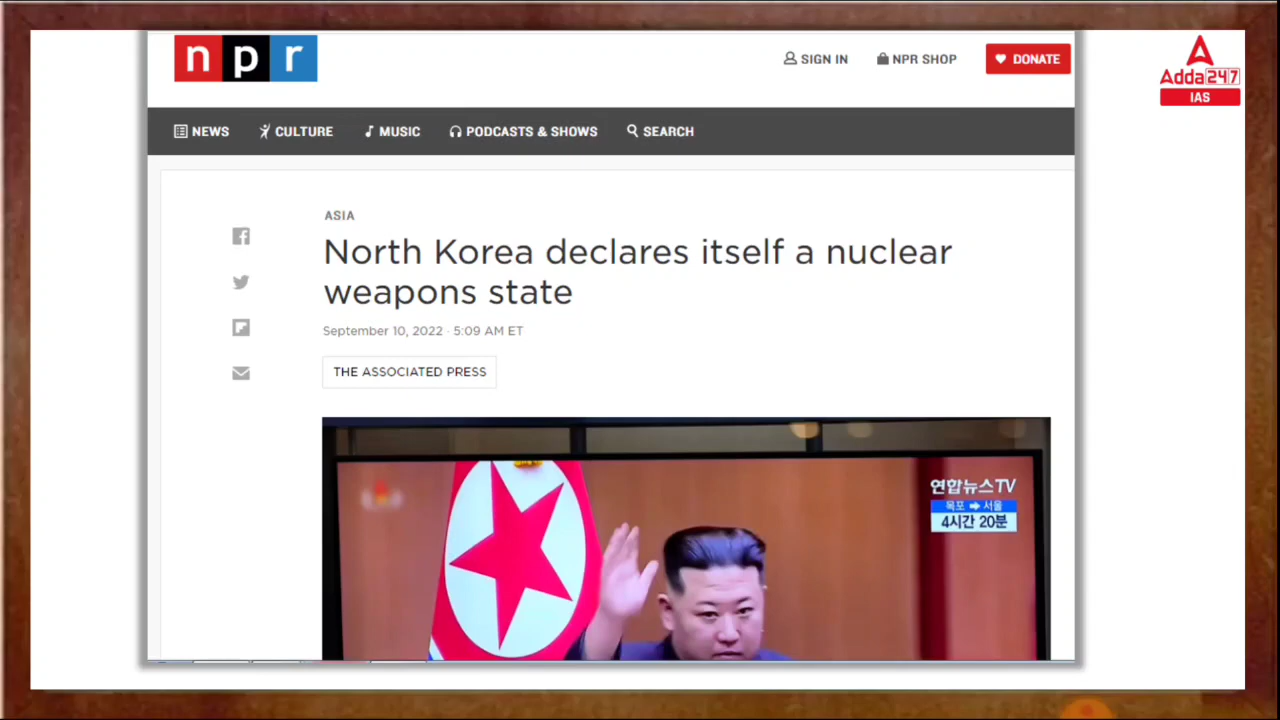 npr
SIGN IN
NPR SHOP
DONATE
Adda247
IAS
NEWS
CULTURE
MUSIC
PODCASTS & SHOWS
SEARCH
ASIA
North Korea declares itself a nuclear
weapons state
September 10, 2022 · 5:09 AM ET
THE ASSOCIATED PRESS
연합뉴스TV
목포 ➡ 서울
4시간 20분